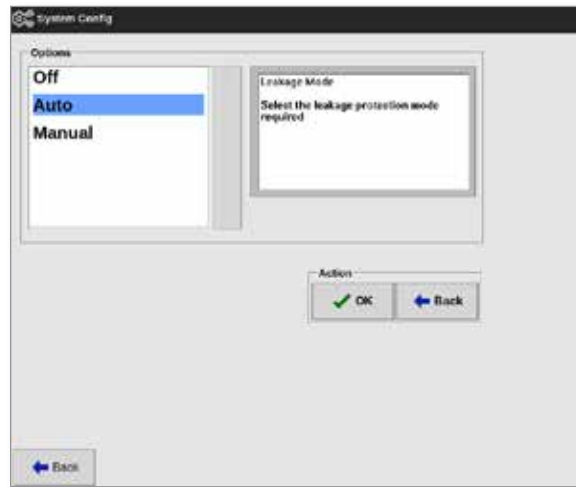 System Config
Options
Off
Auto
Manual
Leakage Mode
Select the leakage protection mode
required
Action
OK
Back
Back